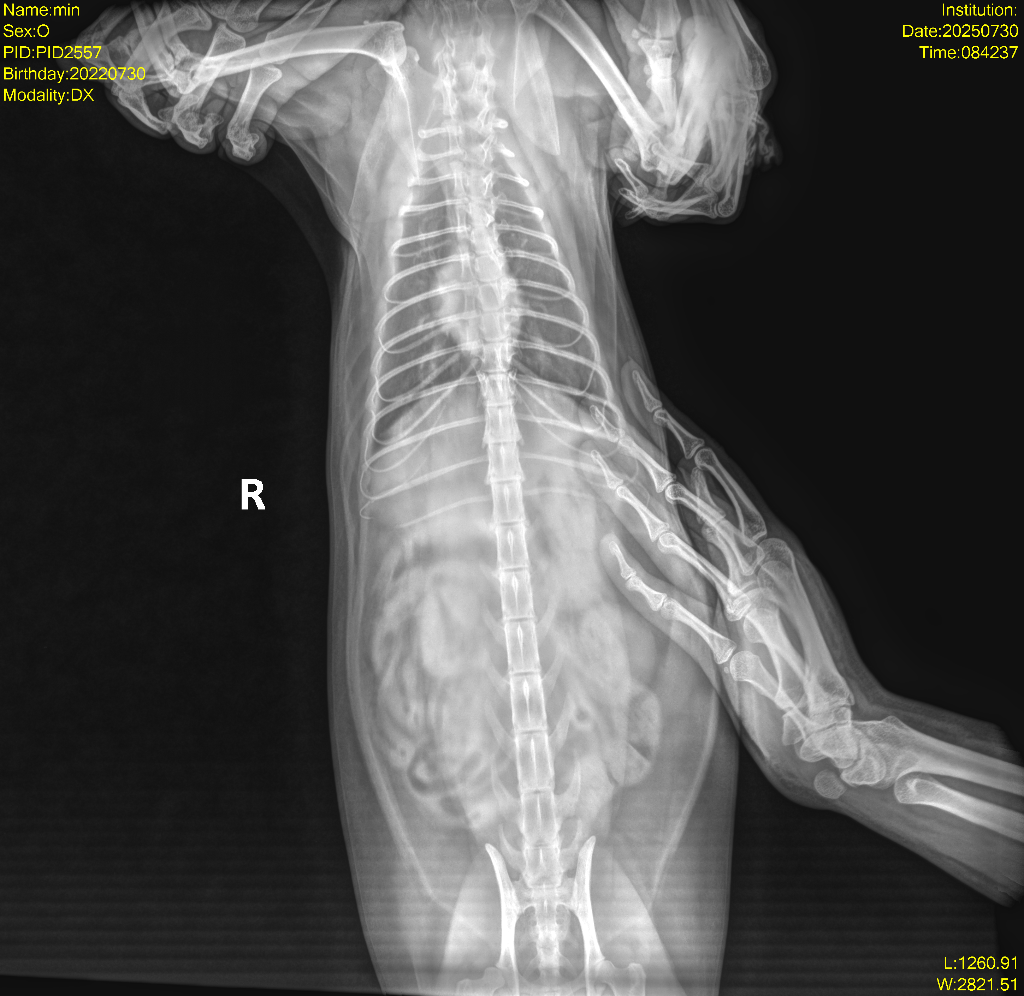 Name:min
Sex:O
PID:PID2557
Birthday:20220730
Modality:DX
Institution:
Date:20250730
Time:084237
R
L:1260.91
W:2821.51